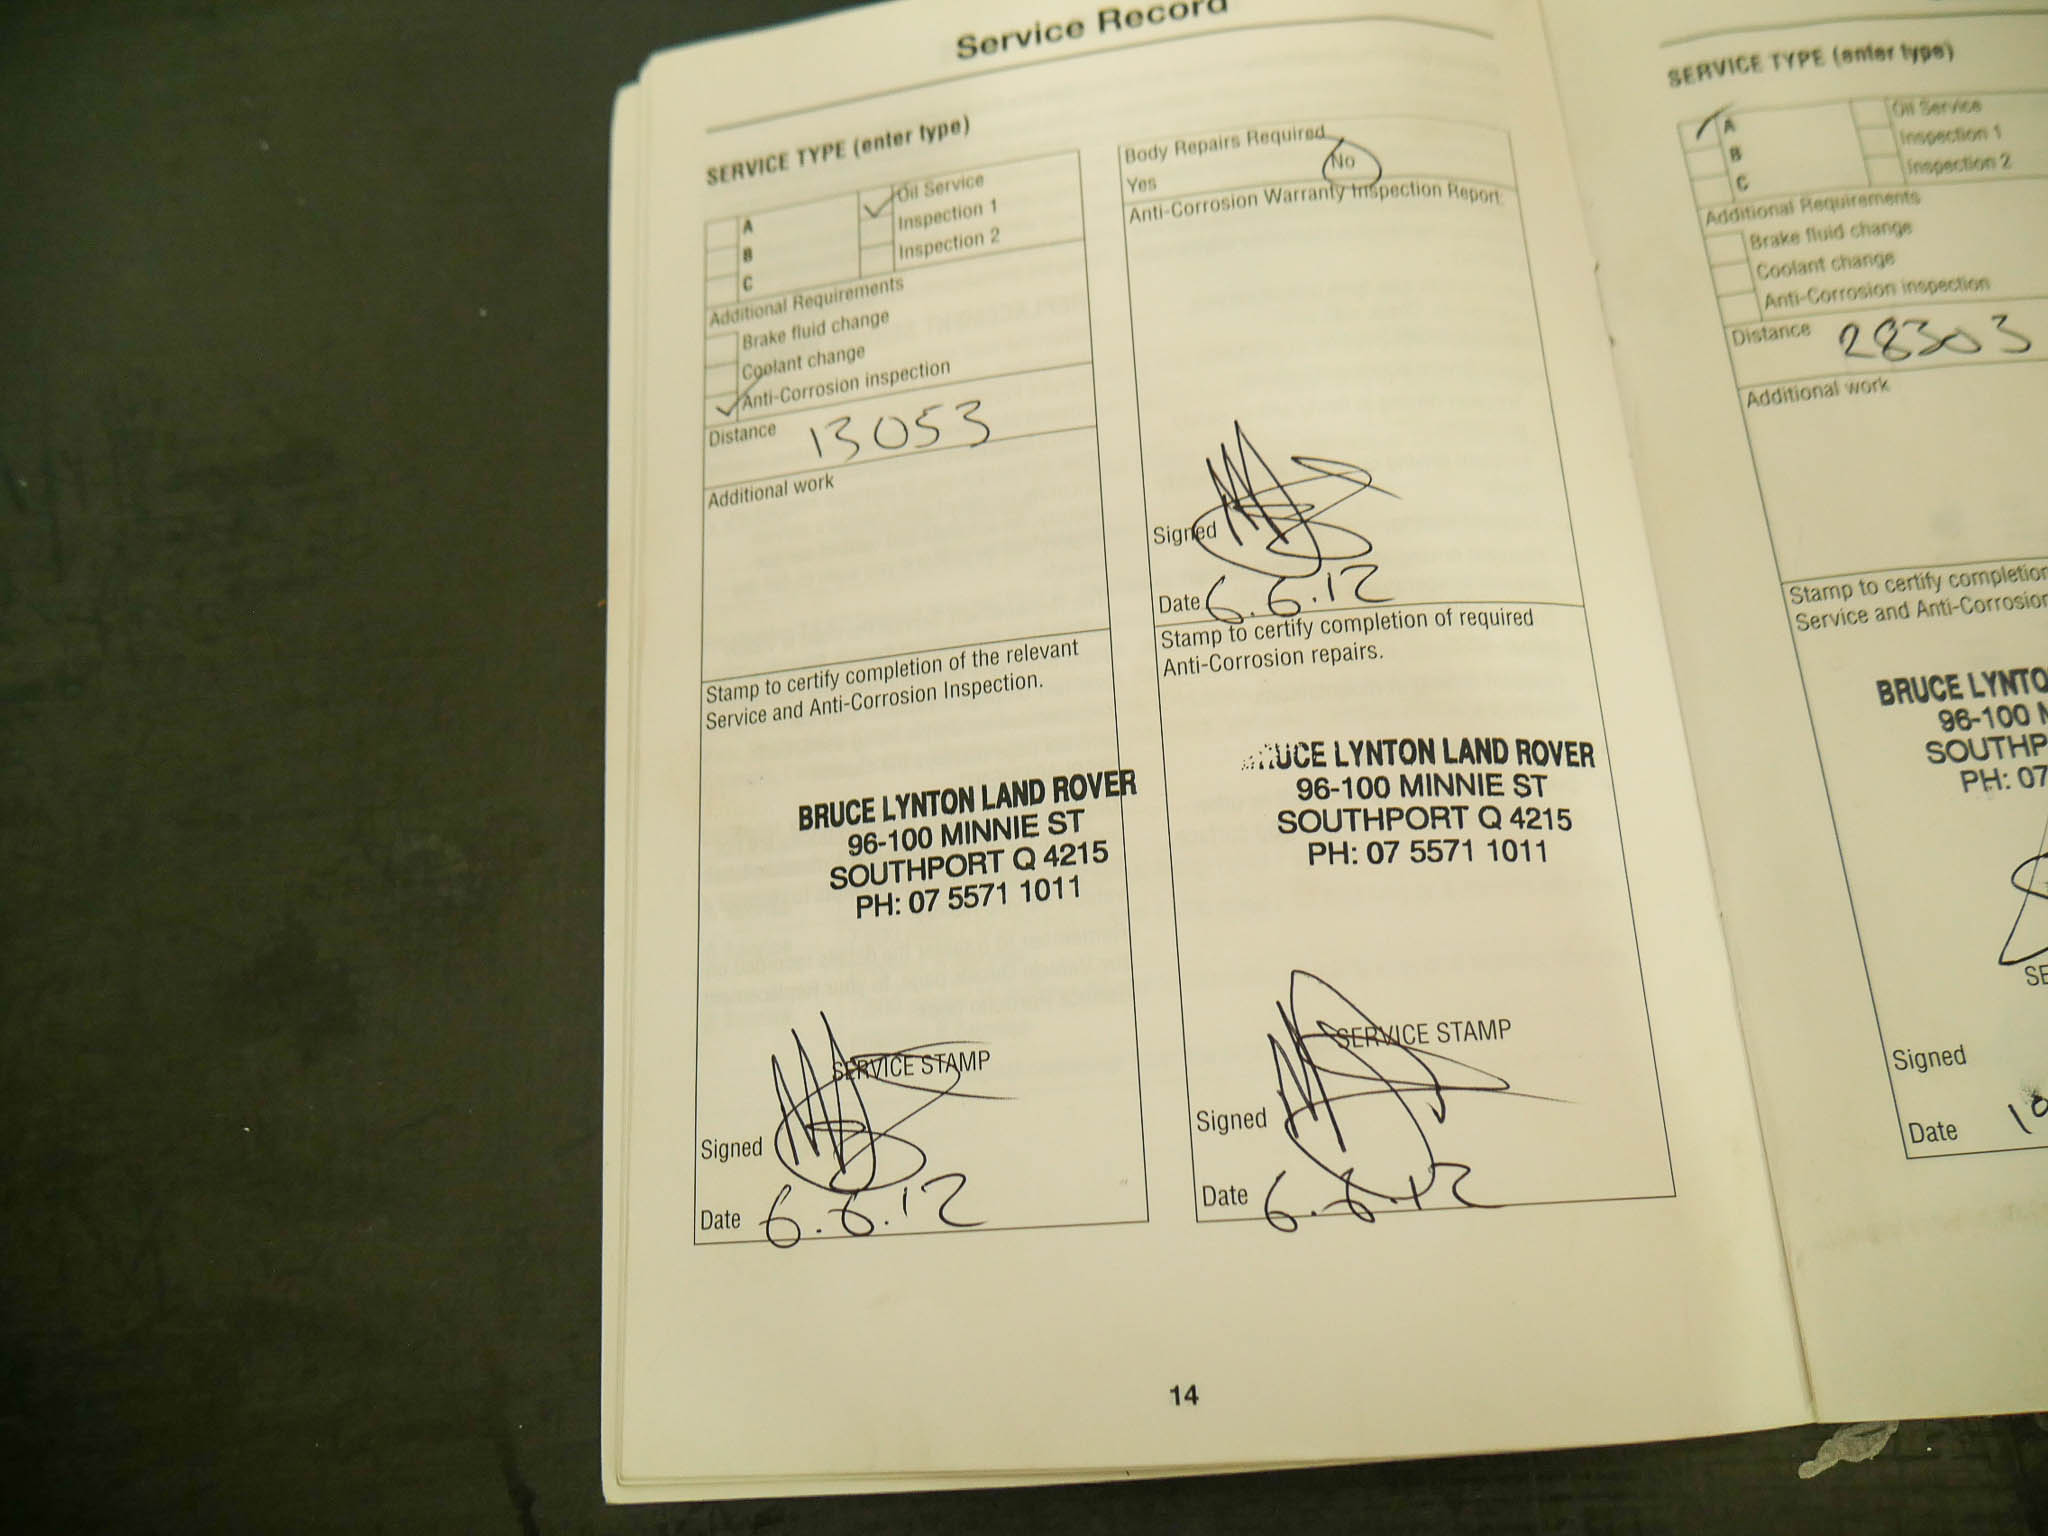 Service Record
SERVICE TYPE (enter type)
A
B
C
Oil Service
Inspection 1
Inspection 2
Additional Requirements
Brake fluid change
Coolant change
Anti-Corrosion inspection
Distance 13053
Additional work
Stamp to certify completion of the relevant
Service and Anti-Corrosion Inspection.
BRUCE LYNTON LAND ROVER
96-100 MINNIE ST
SOUTHPORT Q 4215
PH: 07 5571 1011
SERVICE STAMP
Signed
Date 6.6.12
Body Repairs Required
Yes No
Anti-Corrosion Warranty Inspection Report
Signed
Date 6.6.12
Stamp to certify completion of required
Anti-Corrosion repairs.
BRUCE LYNTON LAND ROVER
96-100 MINNIE ST
SOUTHPORT Q 4215
PH: 07 5571 1011
SERVICE STAMP
Signed
Date 6.6.12
14
SERVICE TYPE (enter type)
A
B
C
Oil Service
Inspection 1
Inspection 2
Additional Requirements
Brake fluid change
Coolant change
Anti-Corrosion inspection
Distance 28303
Additional work
Stamp to certify completion
Service and Anti-Corrosion
BRUCE LYNTO
96-100 M
SOUTHP
PH: 07
SE
Signed
Date